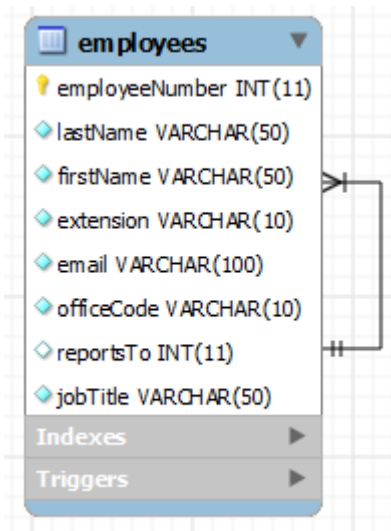 employees
employeeNumber INT(11)
lastName VARCHAR(50)
firstName VARCHAR(50)
extension VARCHAR(10)
email VARCHAR(100)
officeCode VARCHAR(10)
reportsTo INT(11)
jobTitle VARCHAR(50)
Indexes
Triggers